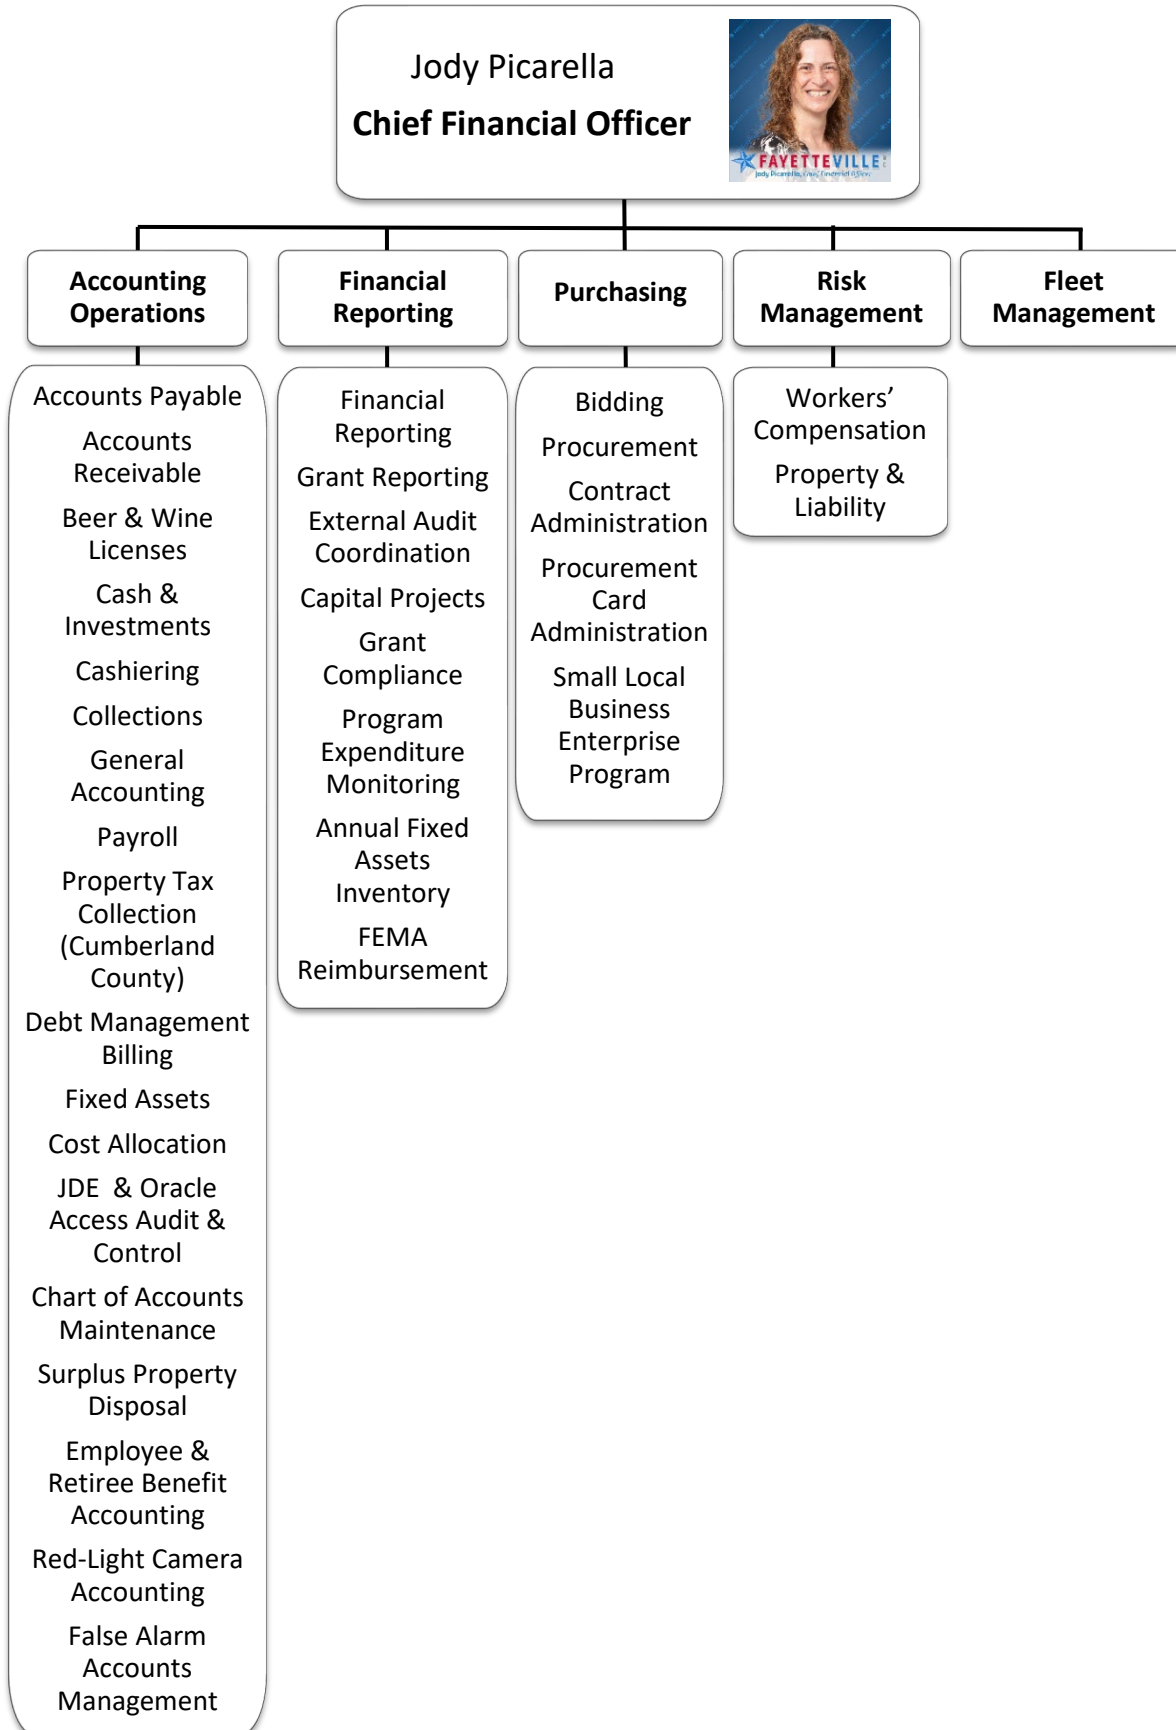 Jody Picarella
Chief Financial Officer
FAYETTEVILLE
Jody Picarella, Chief Financial Officer
Accounting
Operations
Financial
Reporting
Purchasing
Risk
Management
Fleet
Management
Accounts Payable
Accounts
Receivable
Beer & Wine
Licenses
Cash &
Investments
Cashiering
Collections
General
Accounting
Payroll
Property Tax
Collection
(Cumberland
County)
Debt Management
Billing
Fixed Assets
Cost Allocation
JDE  & Oracle
Access Audit &
Control
Chart of Accounts
Maintenance
Surplus Property
Disposal
Employee &
Retiree Benefit
Accounting
Red-Light Camera
Accounting
False Alarm
Accounts
Management
Financial
Reporting
Grant Reporting
External Audit
Coordination
Capital Projects
Grant
Compliance
Program
Expenditure
Monitoring
Annual Fixed
Assets
Inventory
FEMA
Reimbursement
Bidding
Procurement
Contract
Administration
Procurement
Card
Administration
Small Local
Business
Enterprise
Program
Workers’
Compensation
Property &
Liability